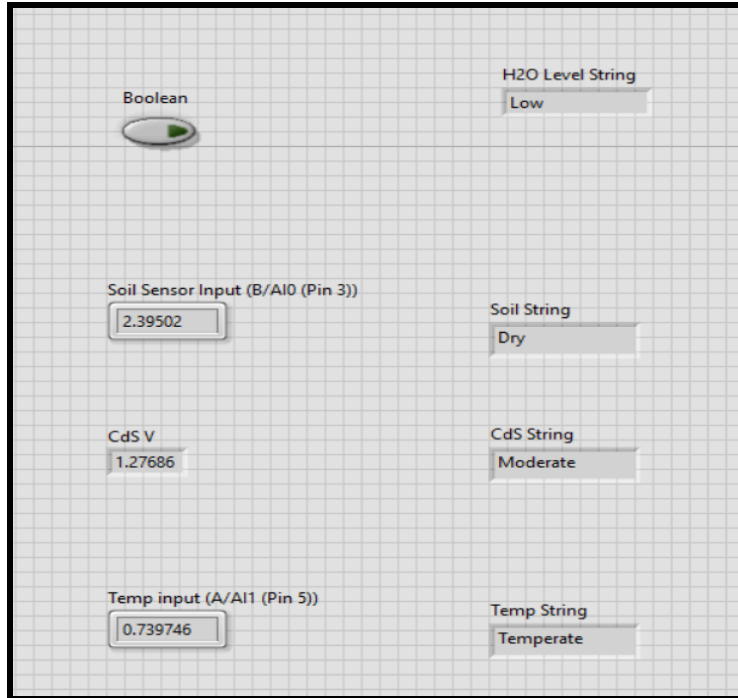 H2O Level String
Boolean
Low
Soil Sensor Input (B/AI0 (Pin 3))
Soil String
2.39502
Dry
CdS V
CdS String
1.27686
Moderate
Temp input (A/AI1 (Pin 5))
Temp String
0.739746
Temperate